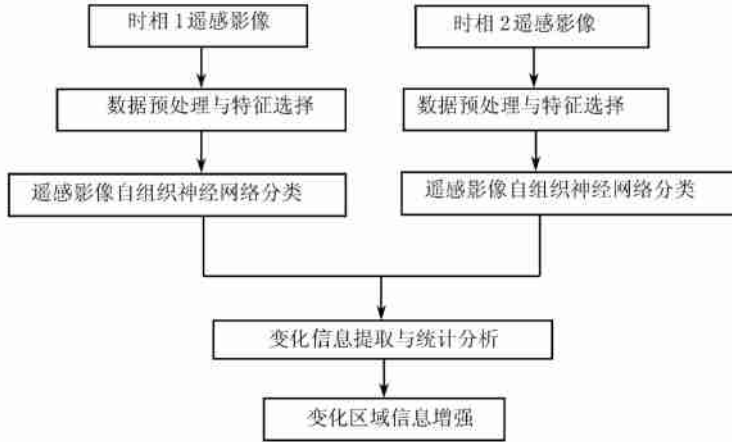 时相1遥感影像
时相2遥感影像
数据预处理与特征选择
数据预处理与特征选择
遥感影像自组织神经网络分类
遥感影像自组织神经网络分类
变化信息提取与统计分析
变化区域信息增强